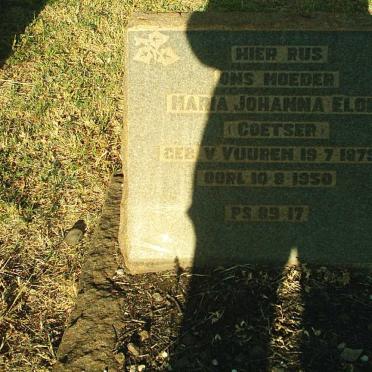 HIER RUS
ONS MOEDER
MARIA JOHANNA
(COETSER)
GEB V. VUUREN 19·7·187
OORL 10·8·1950
PS 89·17